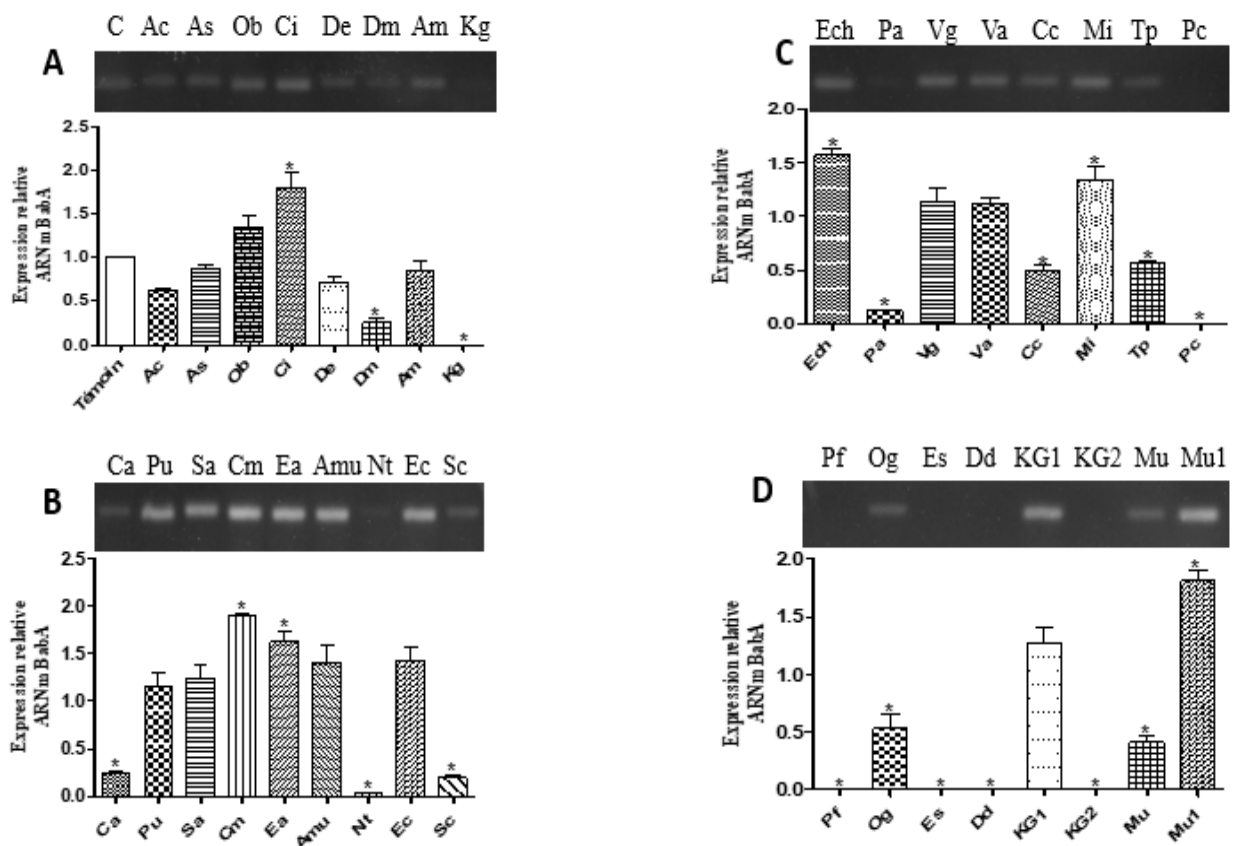 C Ac As Ob Ci De Dm Am Kg
A
Expression relative
ARNm BabA
2.5
2.0
1.5
1.0
0.5
0.0
*
*
*
Témoin Ac As Ob Ci De Dm Am Kg
Ech Pa Vg Va Cc Mi Tp Pc
C
Expression relative
ARNm BabA
2.0
1.5
1.0
0.5
0.0
*
*
*
*
*
*
Ech Pa Vg Va Cc Mi Tp Pc
Ca Pu Sa Cm Ea Amu Nt Ec Sc
B
Expression relative
ARNm BabA
2.5
2.0
1.5
1.0
0.5
0.0
*
*
*
*
*
Ca Pu Sa Cm Ea Amu Nt Ec Sc
Pf Og Es Dd KG1 KG2 Mu Mu1
D
Expression relative
ARNm BabA
2.0
1.5
1.0
0.5
0.0
*
*
*
*
*
*
*
Pf Og Es Dd KG1 KG2 Mu Mu1